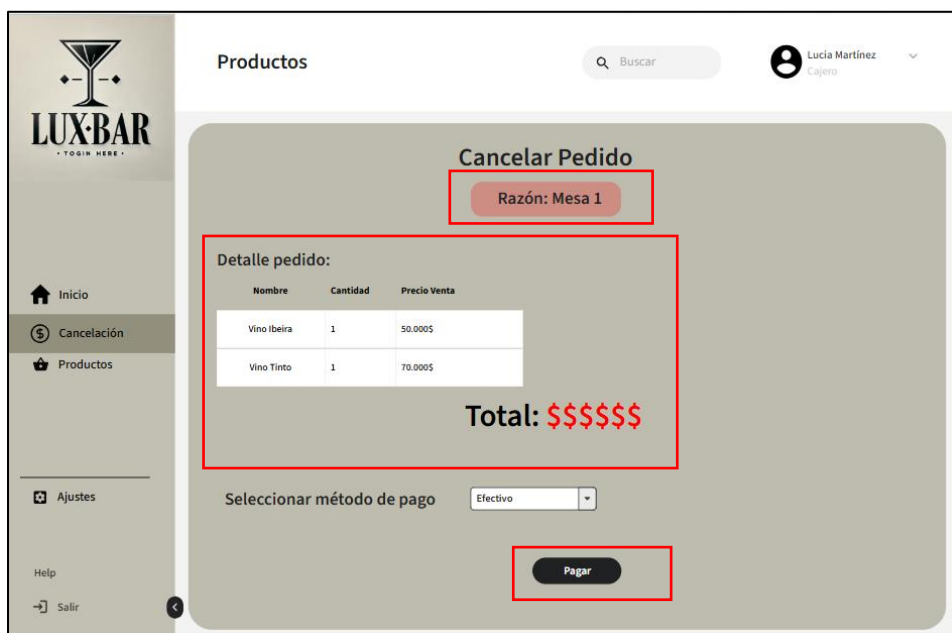 LUX·BAR
• TOGIN HERE •
Inicio
Cancelación
Productos
Ajustes
Help
Salir
Productos
Buscar
Lucia Martínez
Cajero
Cancelar Pedido
Razón: Mesa 1
Detalle pedido:
Nombre Cantidad Precio Venta
Vino Ibeira 1 50.000$
Vino Tinto 1 70.000$
Total: $$$$$$
Seleccionar método de pago Efectivo
Pagar